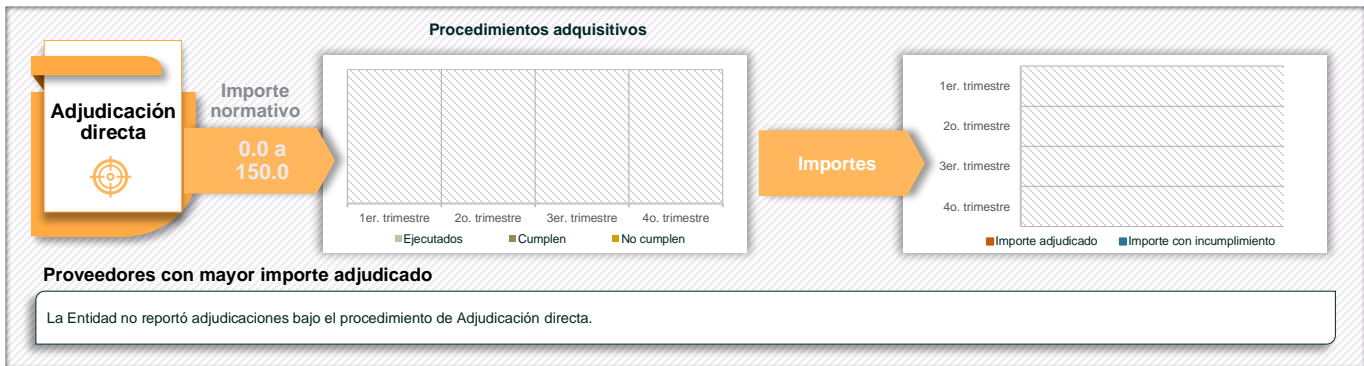 Procedimientos adquisitivos
Adjudicación
directa
Importe
normativo
0.0 a
150.0
1er. trimestre
2o. trimestre
3er. trimestre
4o. trimestre
Ejecutados
Cumplen
No cumplen
Importes
1er. trimestre
2o. trimestre
3er. trimestre
4o. trimestre
Importe adjudicado
Importe con incumplimiento
Proveedores con mayor importe adjudicado
La Entidad no reportó adjudicaciones bajo el procedimiento de Adjudicación directa.